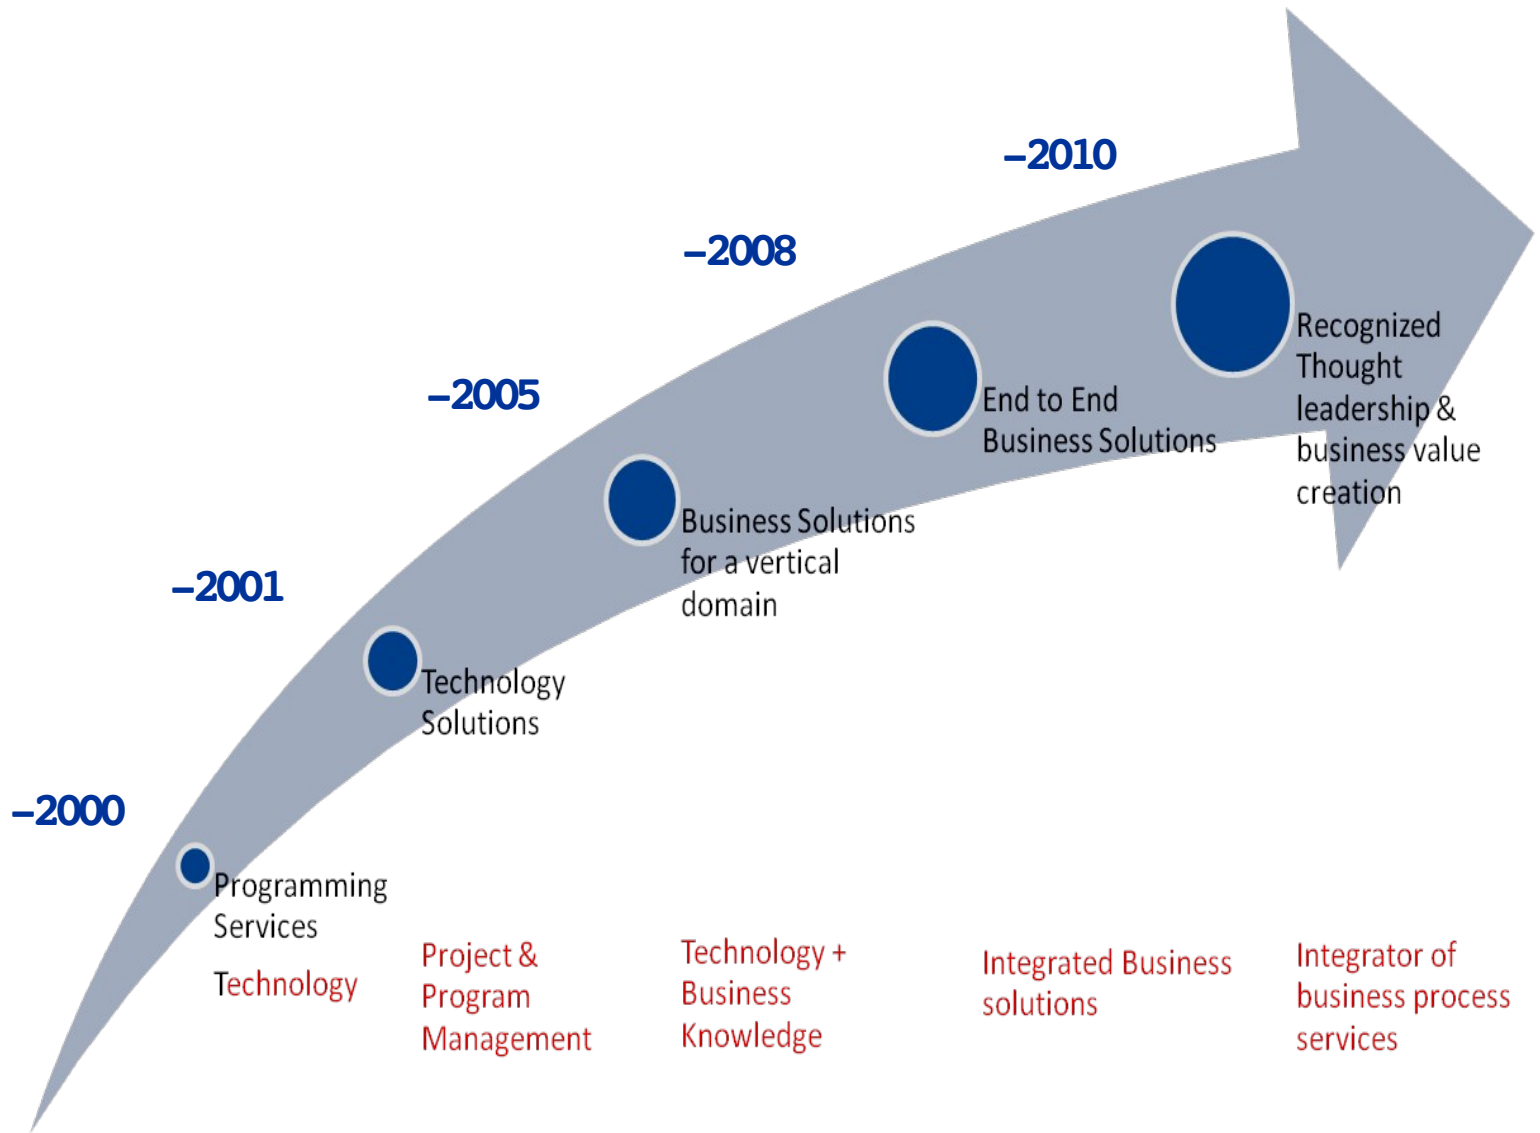 –2010
–2008
–2005
–2001
–2000
Recognized
Thought
leadership &
business value
creation
End to End
Business Solutions
Business Solutions
for a vertical
domain
Technology
Solutions
Programming
Services
Technology
Project &
Program
Management
Technology +
Business
Knowledge
Integrated Business
solutions
Integrator of
business process
services